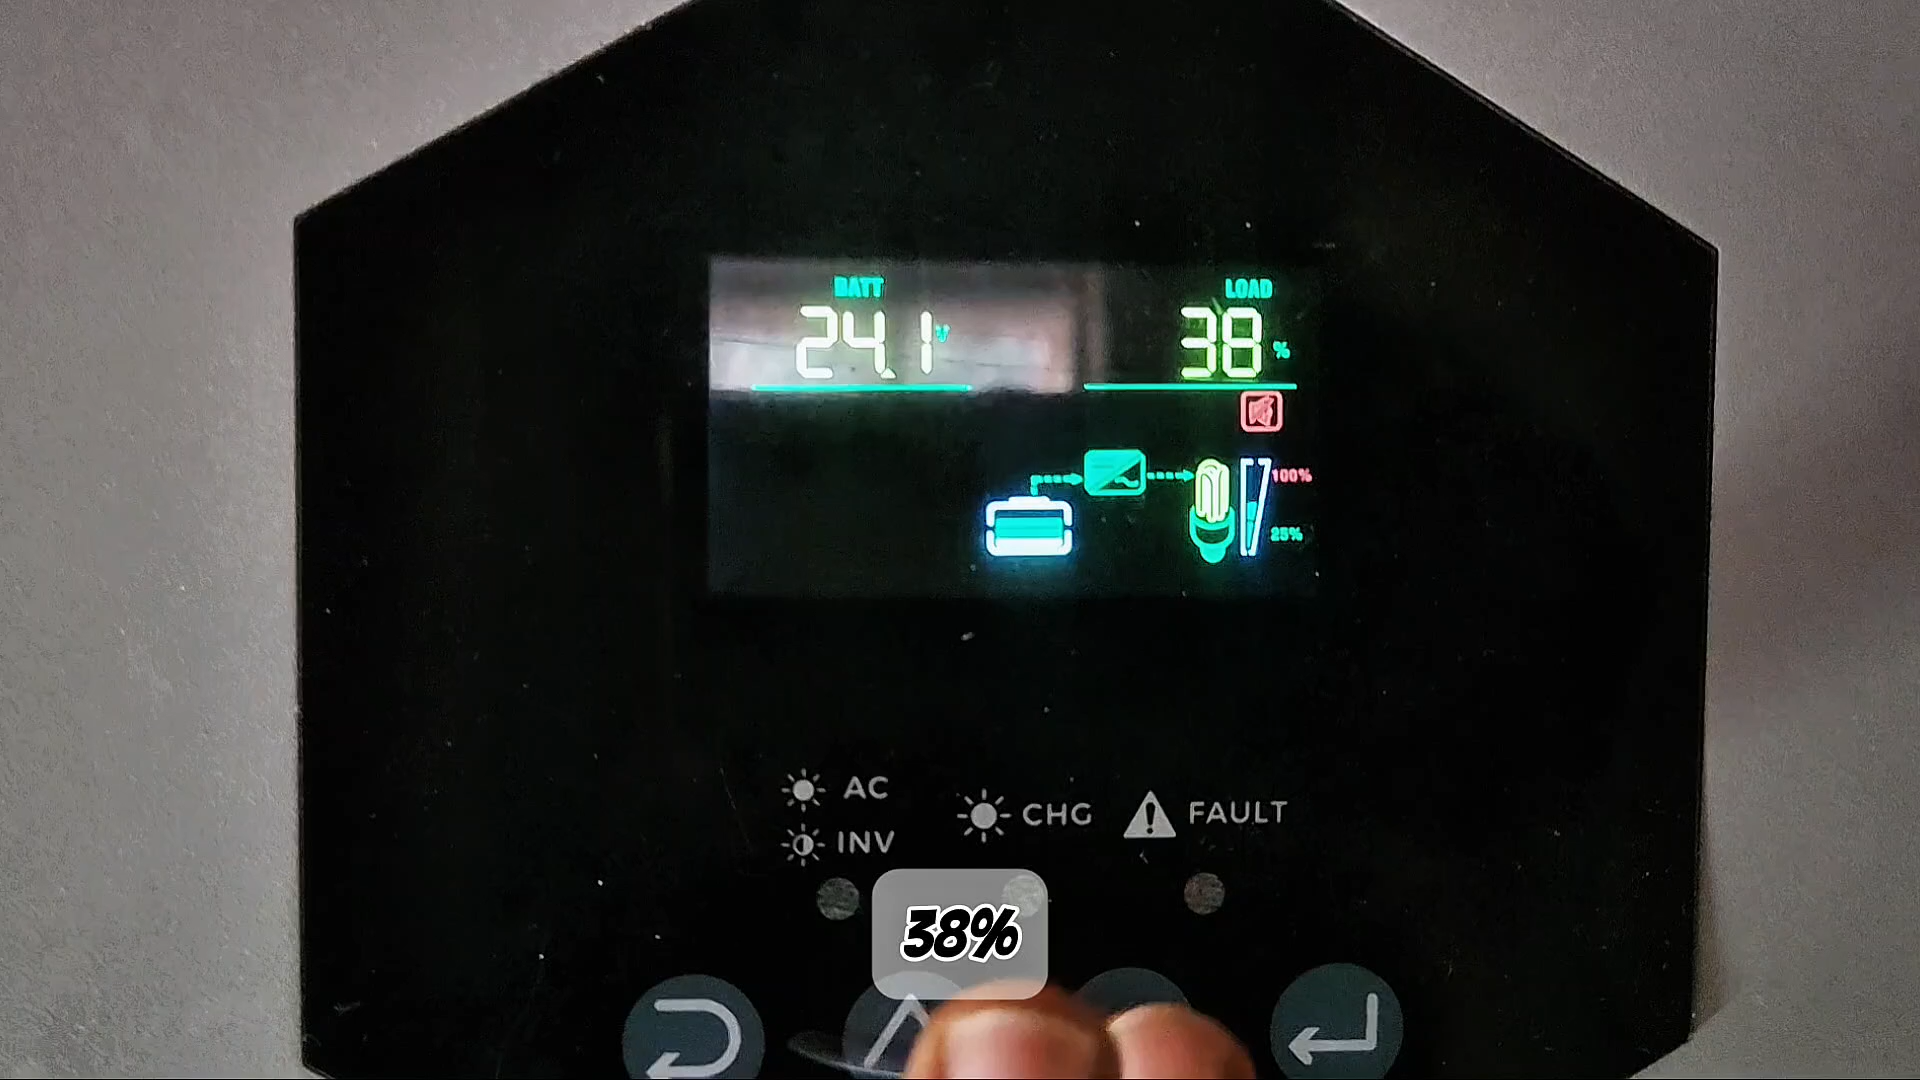 BATT
LOAD
24.1 V
38 %
100%
25%
AC
INV
CHG
FAULT
38%